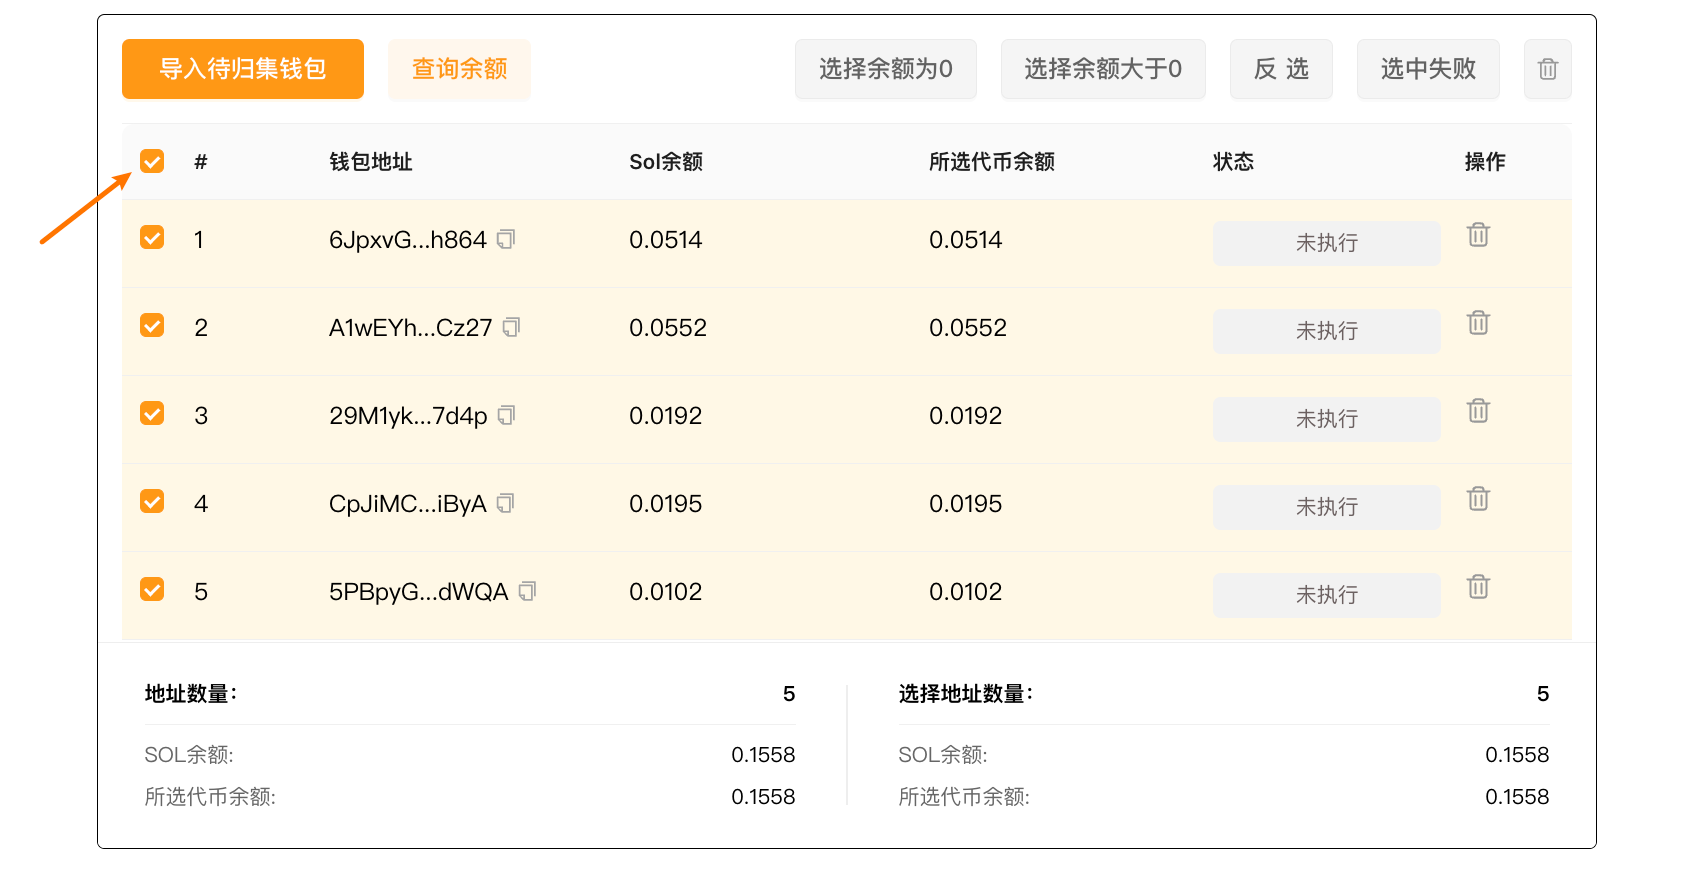 导入待归集钱包 查询余额 选择余额为0 选择余额大于0 反 选 选中失败
# 钱包地址 Sol余额 所选代币余额 状态 操作
1 6JpxvG...h864 0.0514 0.0514 未执行
2 A1wEYh...Cz27 0.0552 0.0552 未执行
3 29M1yk...7d4p 0.0192 0.0192 未执行
4 CpJiMC...iByA 0.0195 0.0195 未执行
5 5PBpyG...dWQA 0.0102 0.0102 未执行
地址数量: 5 选择地址数量: 5
SOL余额: 0.1558 SOL余额: 0.1558
所选代币余额: 0.1558 所选代币余额: 0.1558